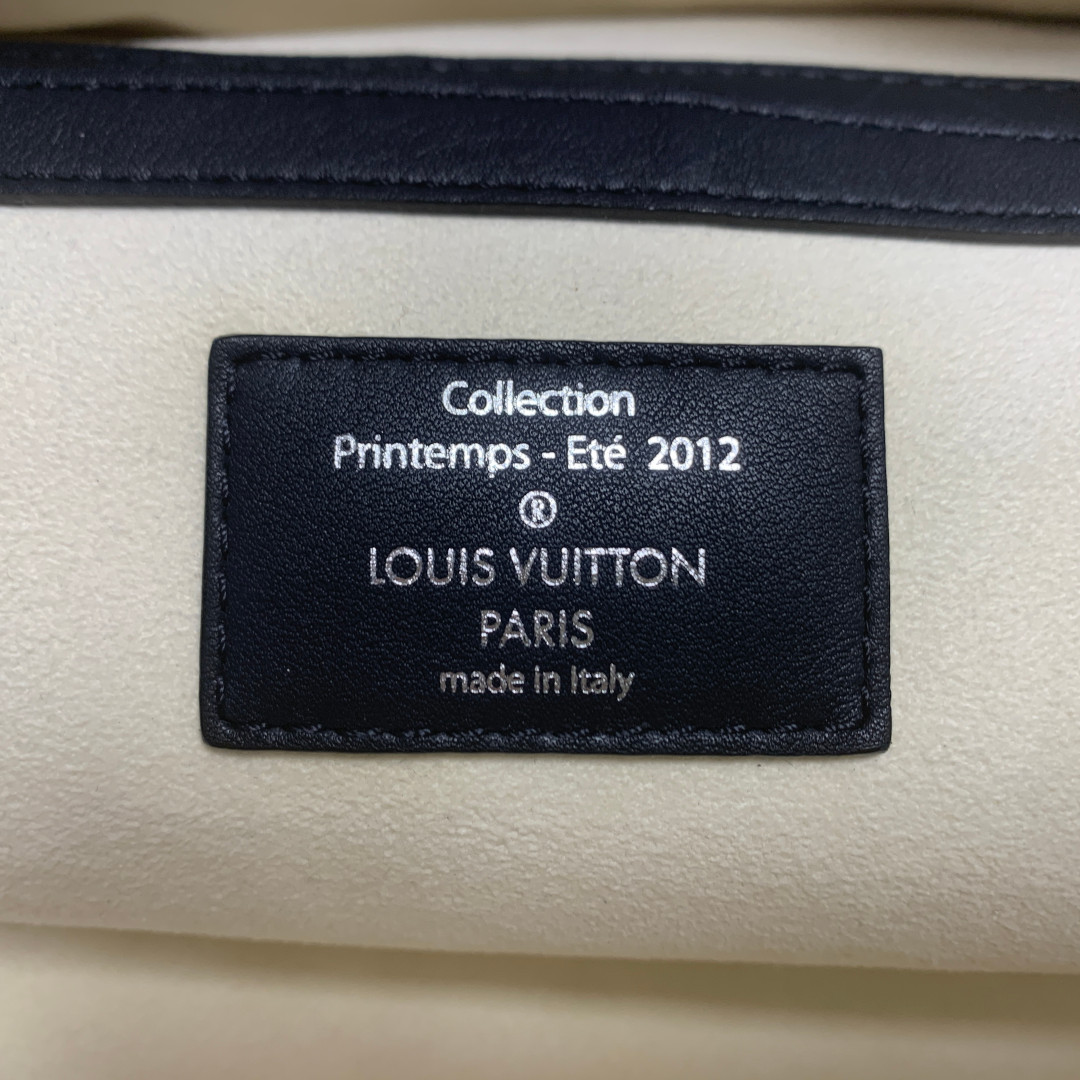 Collection
Printemps - Eté 2012
®
LOUIS VUITTON
PARIS
made in Italy